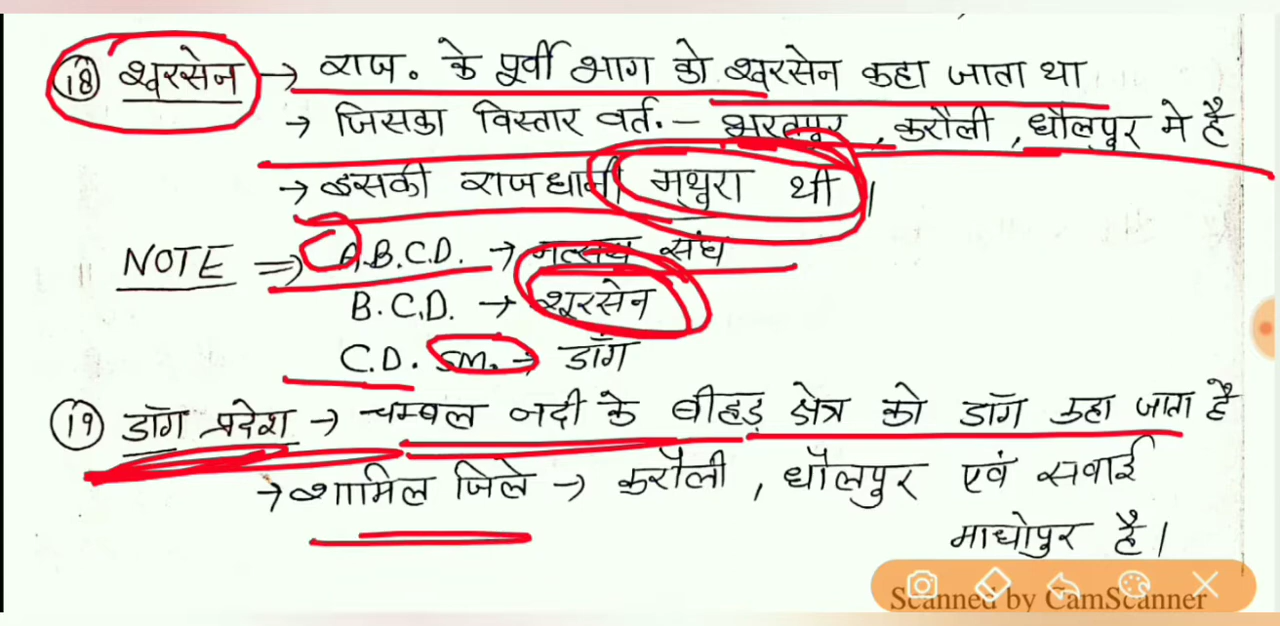 (18) शूरसेन → राज. के पूर्वी भाग को शूरसेन कहा जाता था
→ जिसका विस्तार वर्त. - भरतपुर, करौली, धौलपुर मे है
→ इसकी राजधानी मथुरा थी।
NOTE ⇒ A.B.C.D. → मत्सय संघ
B.C.D. → शूरसेन
C.D. SM. → डॉग
(19) डॉग प्रदेश → चम्बल नदी के बीहड़ क्षेत्र को डॉग कहा जाता है
→ शामिल जिले → करौली, धौलपुर एवं सवाई
माधोपुर है।
Scanned by CamScanner